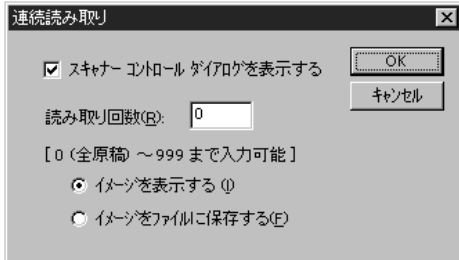 連続読み取り
スキャナー コントロール ダイアログを表示する
OK
キャンセル
読み取り回数(R): 0
[ 0 (全原稿) ～999 まで入力可能 ]
イメージを表示する (I)
イメージをファイルに保存する(F)